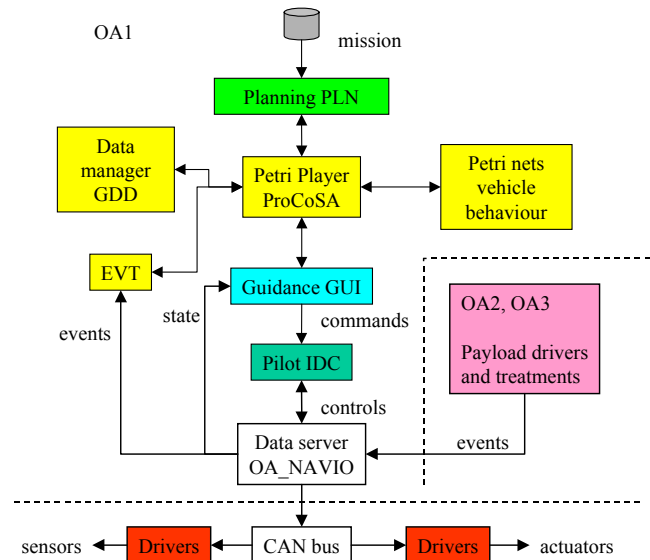 OA1
mission
Planning PLN
Data
manager
GDD
Petri Player
ProCoSA
Petri nets
vehicle
behaviour
EVT
Guidance GUI
OA2, OA3
events
state
commands
Payload drivers
and treatments
Pilot IDC
controls
Data server
OA_NAVIO
events
sensors
Drivers
CAN bus
Drivers
actuators